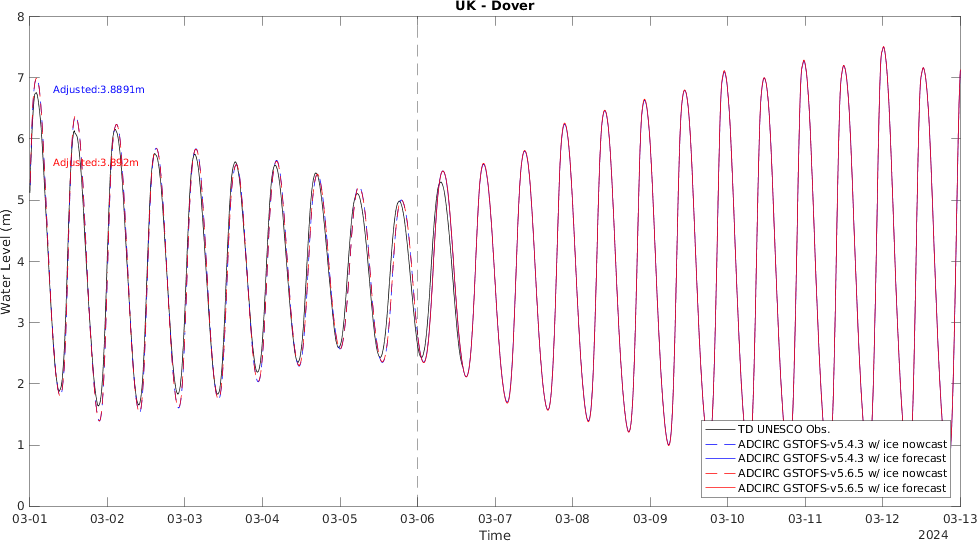 UK - Dover
8
7
6
5
4
3
2
1
0
Water Level (m)
Adjusted:3.8891m
Adjusted:3.892m
TD UNESCO Obs.
ADCIRC GSTOFS-v5.4.3 w/ ice nowcast
ADCIRC GSTOFS-v5.4.3 w/ ice forecast
ADCIRC GSTOFS-v5.6.5 w/ ice nowcast
ADCIRC GSTOFS-v5.6.5 w/ ice forecast
03-01 03-02 03-03 03-04 03-05 03-06 03-07 03-08 03-09 03-10 03-11 03-12 03-13
Time
2024